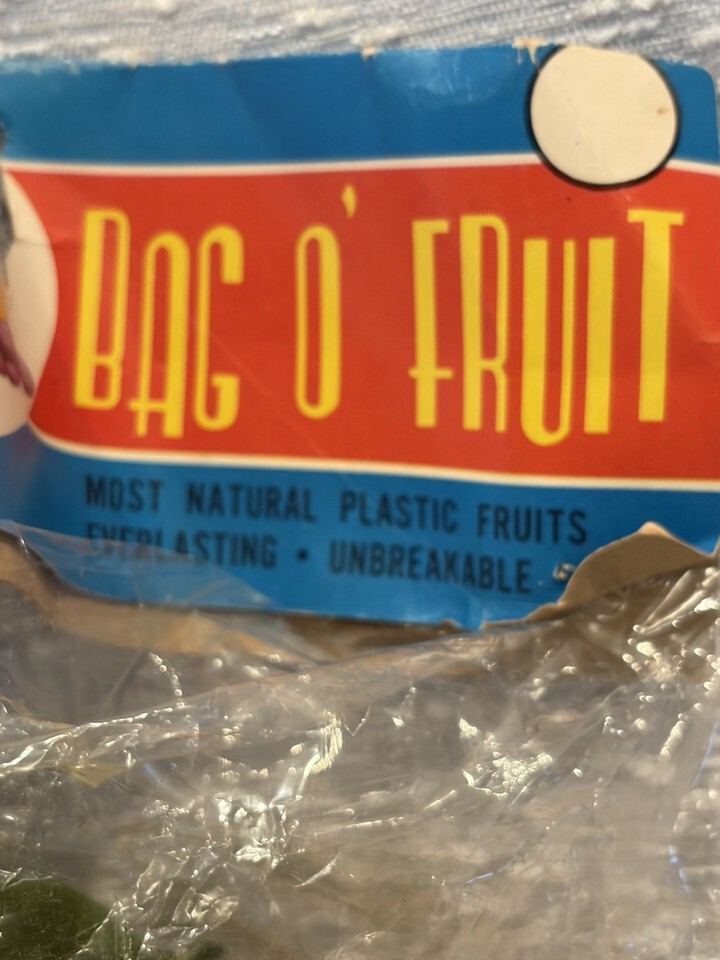 BAG O' FRUIT
MOST NATURAL PLASTIC FRUITS
EVERLASTING • UNBREAKABLE